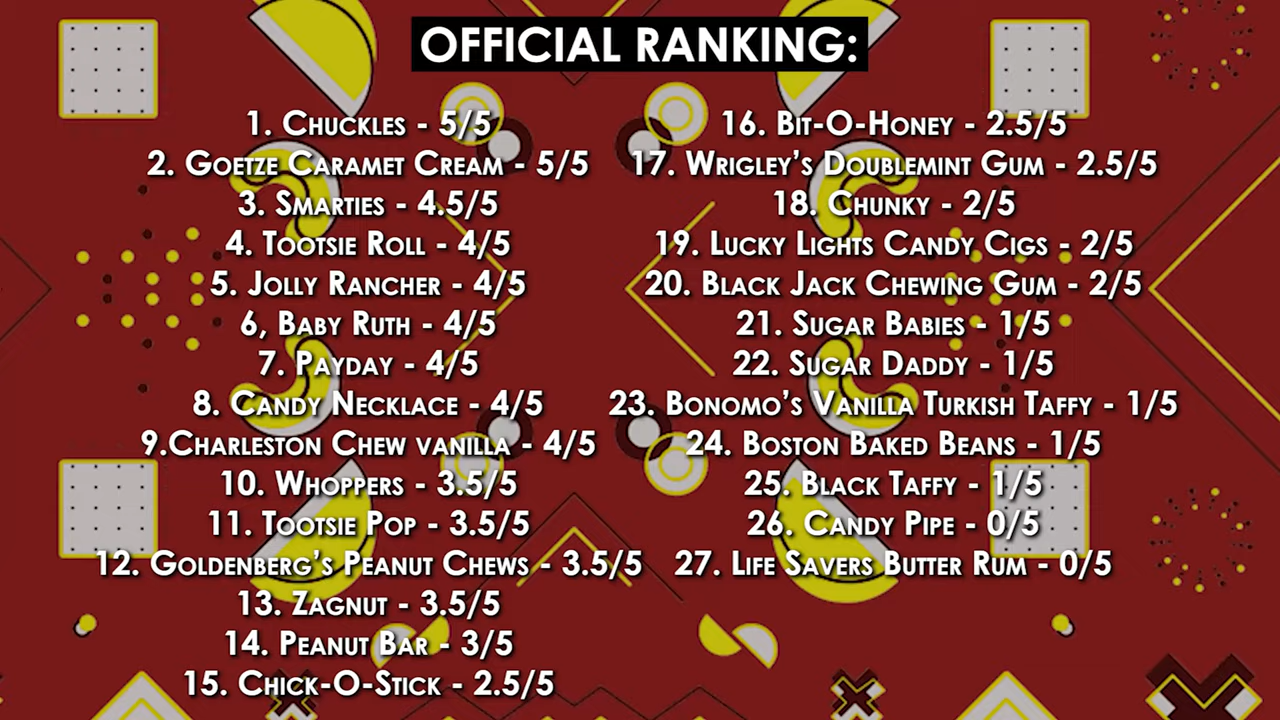 OFFICIAL RANKING:
1. Chuckles - 5/5
2. Goetze Caramet Cream - 5/5
3. Smarties - 4.5/5
4. Tootsie Roll - 4/5
5. Jolly Rancher - 4/5
6, Baby Ruth - 4/5
7. Payday - 4/5
8. Candy Necklace - 4/5
9.Charleston Chew vanilla - 4/5
10. Whoppers - 3.5/5
11. Tootsie Pop - 3.5/5
12. Goldenberg's Peanut Chews - 3.5/5
13. Zagnut - 3.5/5
14. Peanut Bar - 3/5
15. Chick-O-Stick - 2.5/5
16. Bit-O-Honey - 2.5/5
17. Wrigley's Doublemint Gum - 2.5/5
18. Chunky - 2/5
19. Lucky Lights Candy Cigs - 2/5
20. Black Jack Chewing Gum - 2/5
21. Sugar Babies - 1/5
22. Sugar Daddy - 1/5
23. Bonomo's Vanilla Turkish Taffy - 1/5
24. Boston Baked Beans - 1/5
25. Black Taffy - 1/5
26. Candy Pipe - 0/5
27. Life Savers Butter Rum - 0/5